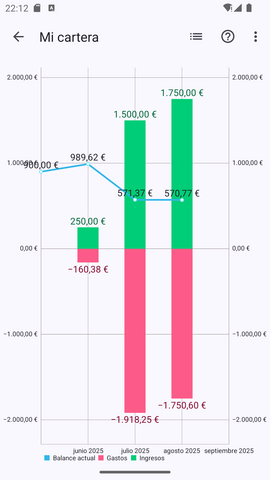 22:12
Mi cartera
2.000,00 € 2.000,00 €
1.750,00 €
1.500,00 €
1.000,00 € 1.000,00 €
900,00 €
989,62 €
571,37 € 570,77 €
250,00 €
0,00 € 0,00 €
−160,38 €
−1.000,00 € −1.000,00 €
−1.750,60 €
−1.918,25 €
−2.000,00 € −2.000,00 €
junio 2025 julio 2025 agosto 2025 septiembre 2025
Balance actual Gastos Ingresos